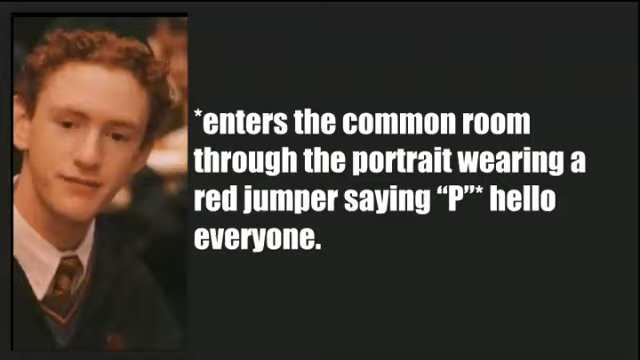 *enters the common room
through the portrait wearing a
red jumper saying “P”* hello
everyone.